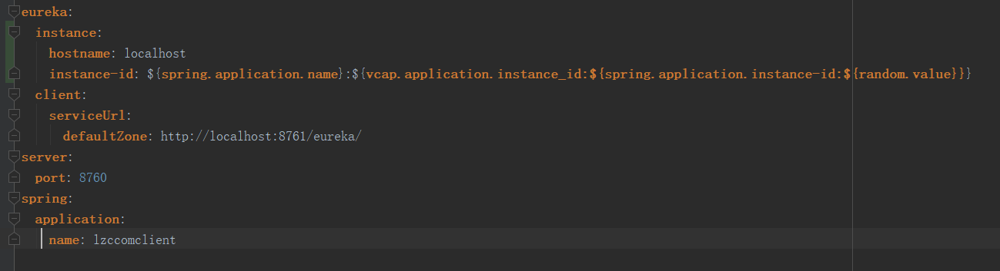 eureka:
  instance:
    hostname: localhost
    instance-id: ${spring.application.name}:${vcap.application.instance_id:${spring.application.instance-id:${random.value}}}
  client:
    serviceUrl:
      defaultZone: http://localhost:8761/eureka/
server:
  port: 8760
spring:
  application:
    name: lzccomclient